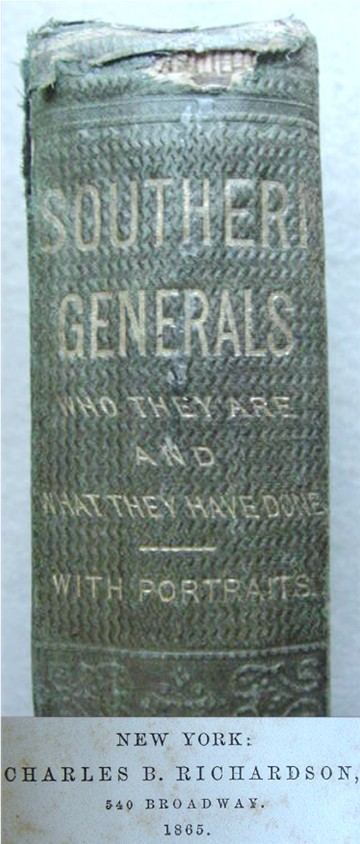 SOUTHERN
GENERALS
WHO THEY ARE
AND
WHAT THEY HAVE DONE.
WITH PORTRAITS.
NEW YORK:
CHARLES B. RICHARDSON,
540 BROADWAY.
1865.